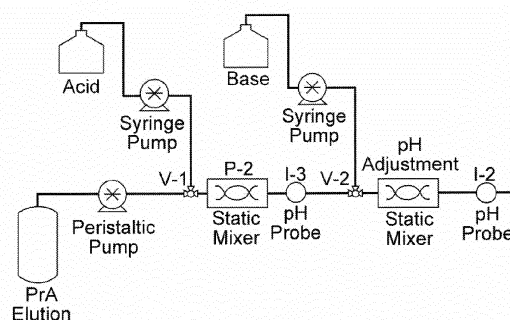 Acid
Syringe
Pump
Base
Syringe
Pump
V-1
P-2
I-3
V-2
pH
Adjustment
I-2
Peristaltic
Pump
Static
Mixer
pH
Probe
Static
Mixer
pH
Probe
PrA
Elution